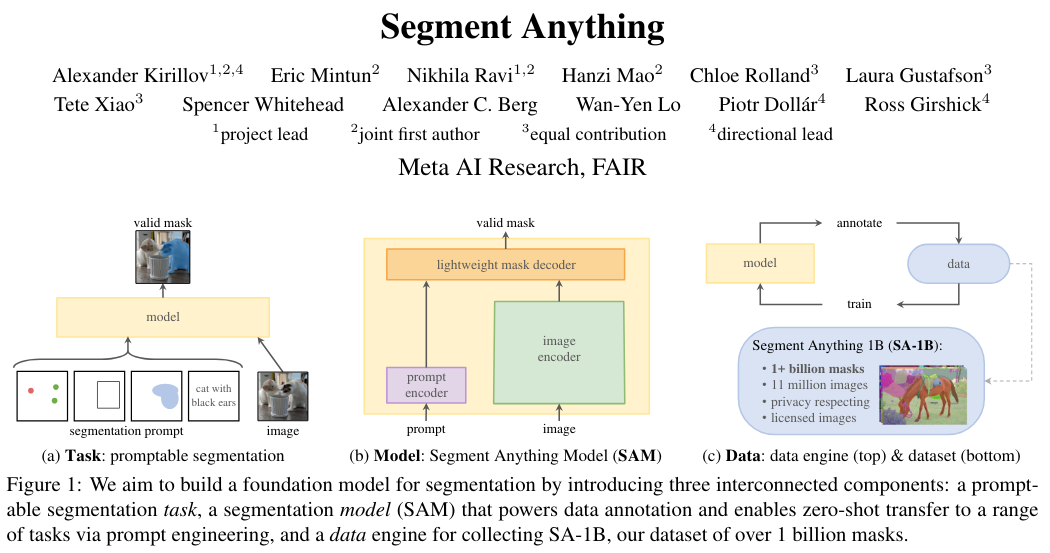 Segment Anything
Alexander Kirillov1,2,4 Eric Mintun2 Nikhila Ravi1,2 Hanzi Mao2 Chloe Rolland3 Laura Gustafson3
Tete Xiao3 Spencer Whitehead Alexander C. Berg Wan-Yen Lo Piotr Dollár4 Ross Girshick4
1project lead 2joint first author 3equal contribution 4directional lead
Meta AI Research, FAIR
valid mask
model
cat with
black ears
segmentation prompt
image
(a) Task: promptable segmentation
valid mask
lightweight mask decoder
image
encoder
prompt
encoder
prompt
image
(b) Model: Segment Anything Model (SAM)
annotate
model
data
train
Segment Anything 1B (SA-1B):
• 1+ billion masks
• 11 million images
• privacy respecting
• licensed images
(c) Data: data engine (top) & dataset (bottom)
Figure 1: We aim to build a foundation model for segmentation by introducing three interconnected components: a prompt-
able segmentation task, a segmentation model (SAM) that powers data annotation and enables zero-shot transfer to a range
of tasks via prompt engineering, and a data engine for collecting SA-1B, our dataset of over 1 billion masks.